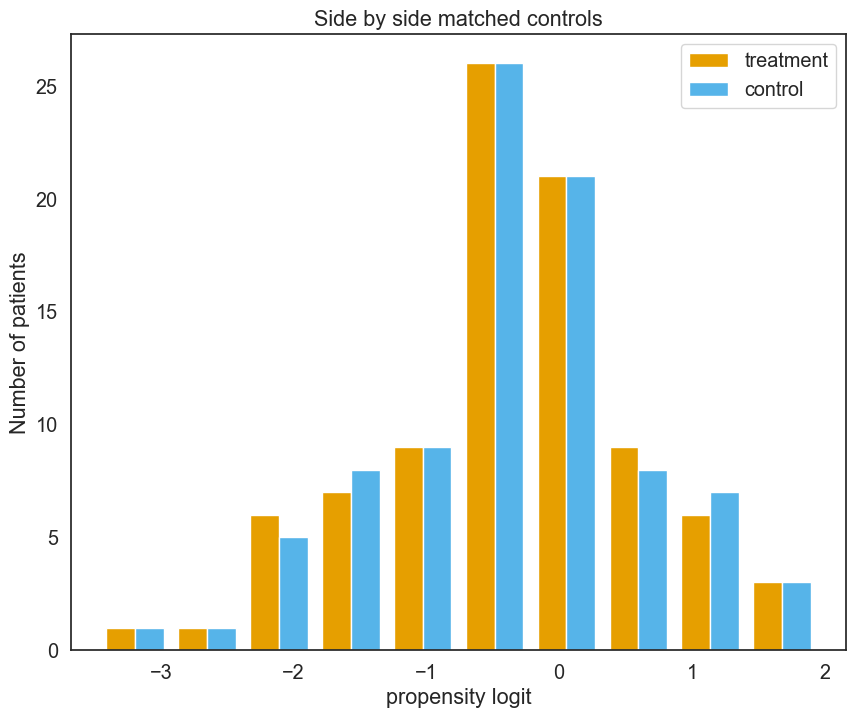 Side by side matched controls
treatment
control
Number of patients
25
20
15
10
5
0
−3
−2
−1
0
1
2
propensity logit